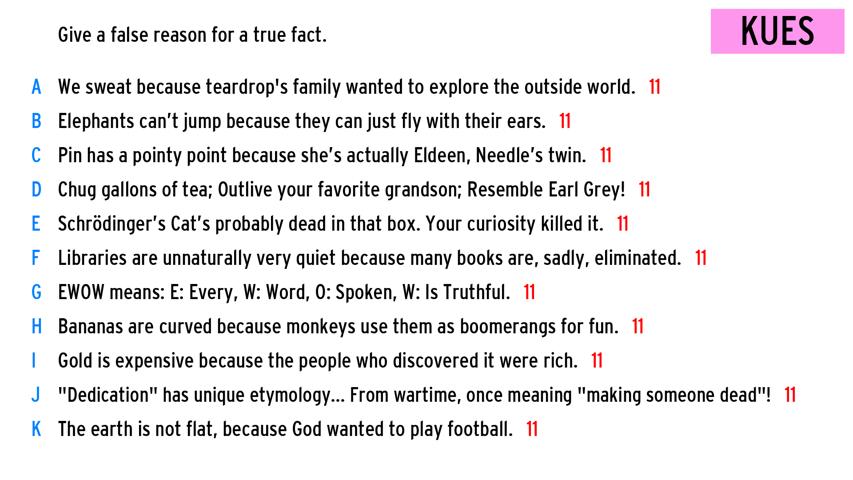 Give a false reason for a true fact.
KUES
A We sweat because teardrop's family wanted to explore the outside world. 11
B Elephants can't jump because they can just fly with their ears. 11
C Pin has a pointy point because she's actually Eldeen, Needle's twin. 11
D Chug gallons of tea; Outlive your favorite grandson; Resemble Earl Grey! 11
E Schrödinger's Cat's probably dead in that box. Your curiosity killed it. 11
F Libraries are unnaturally very quiet because many books are, sadly, eliminated. 11
G EWOW means: E: Every, W: Word, O: Spoken, W: Is Truthful. 11
H Bananas are curved because monkeys use them as boomerangs for fun. 11
I Gold is expensive because the people who discovered it were rich. 11
J "Dedication" has unique etymology... From wartime, once meaning "making someone dead"! 11
K The earth is not flat, because God wanted to play football. 11